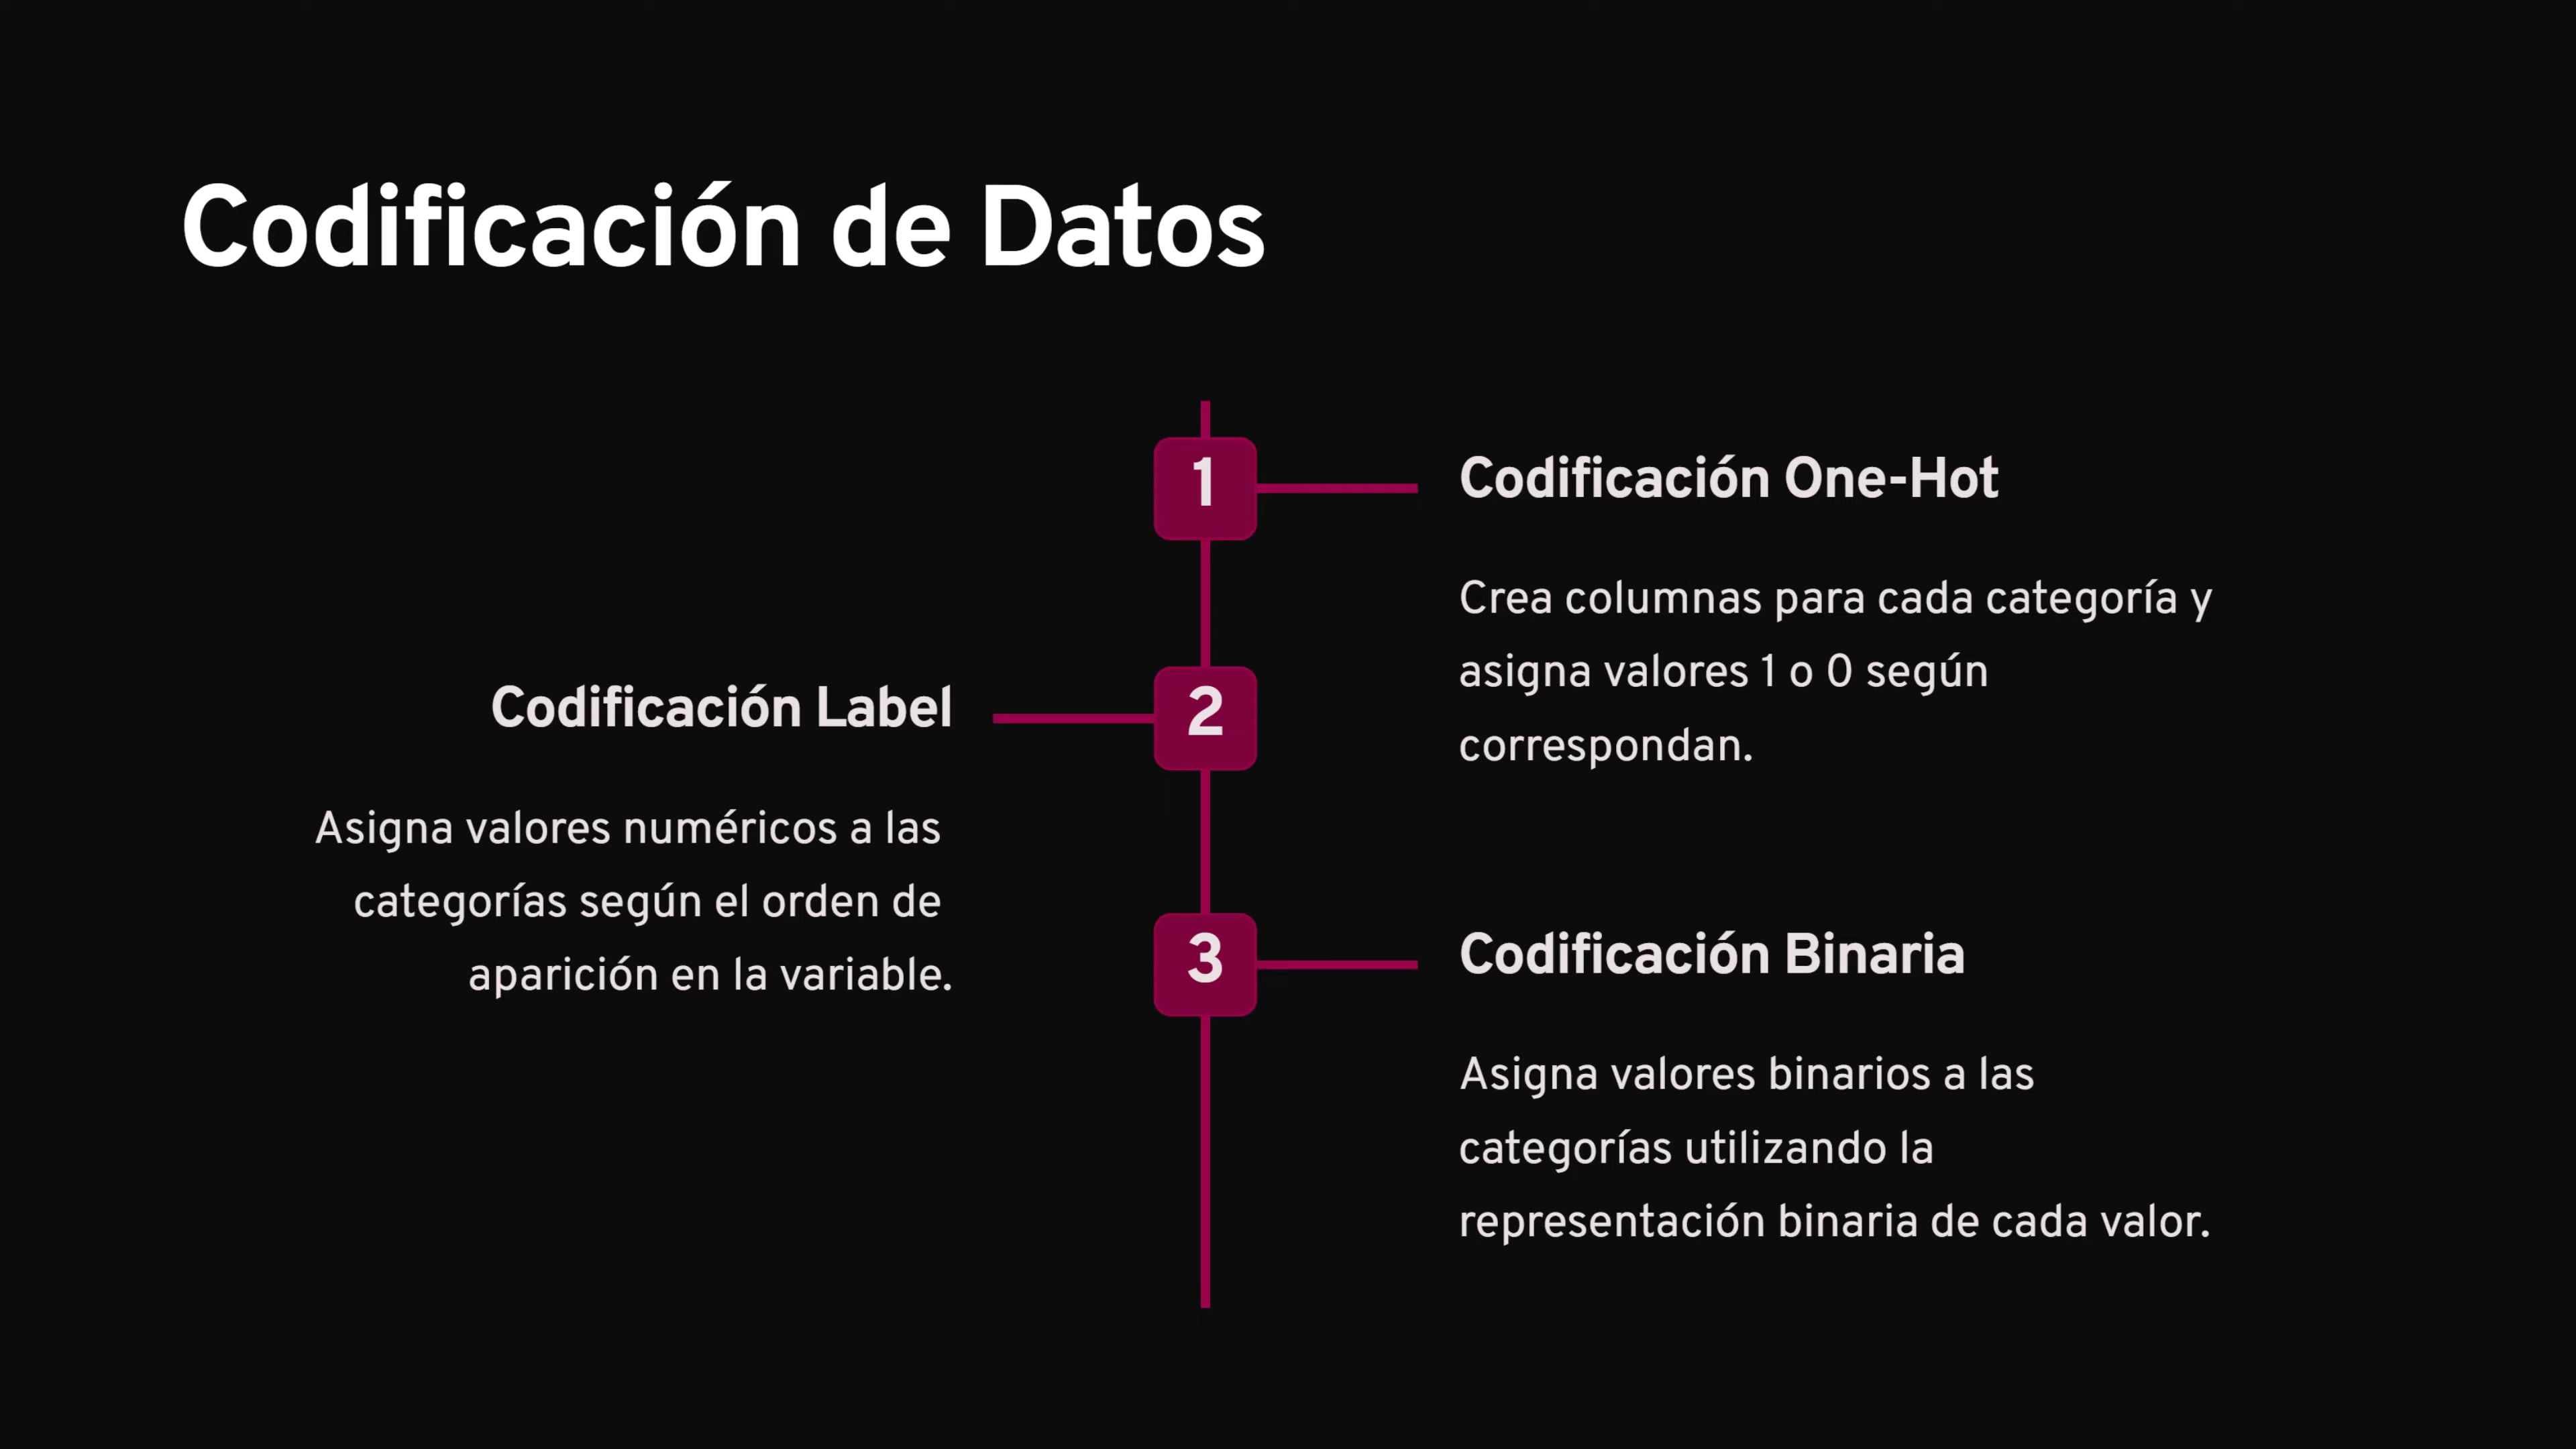 Codificación de Datos
1
Codificación One-Hot
Crea columnas para cada categoría y
asigna valores 1 o 0 según
correspondan.
2
Codificación Label
Asigna valores numéricos a las
categorías según el orden de
aparición en la variable.
3
Codificación Binaria
Asigna valores binarios a las
categorías utilizando la
representación binaria de cada valor.